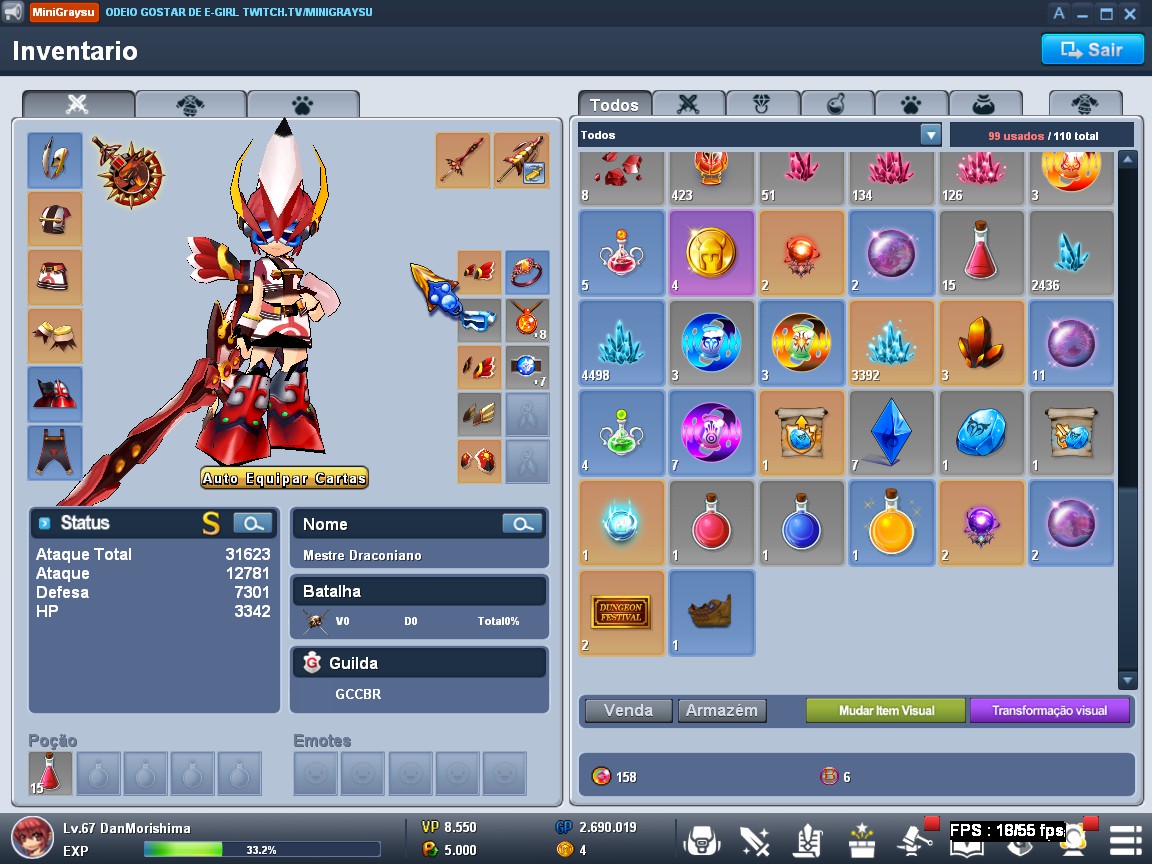 MiniGraysu ODEIO GOSTAR DE E-GIRL TWITCH.TV/MINIGRAYSU
A
Inventario
Sair
Todos
Todos
99 usados / 110 total
8 423 51 134 126 3
5 4 2 2 15 2436
4498 3 3 3392 3 11
4 7 1 7 1 1
1 1 1 1 2 2
DUNGEON FESTIVAL
2 1
+8
+7
Auto Equipar Cartas
Status S
Ataque Total 31623
Ataque 12781
Defesa 7301
HP 3342
Nome
Mestre Draconiano
Batalha
V0 D0 Total0%
G Guilda
GCCBR
Poção
15
Emotes
Venda Armazém Mudar Item Visual Transformação visual
158 6
Lv.67 DanMorishima
EXP 33.2%
VP 8.550
5.000
GP 2.690.019
4
FPS : 18/55 fps